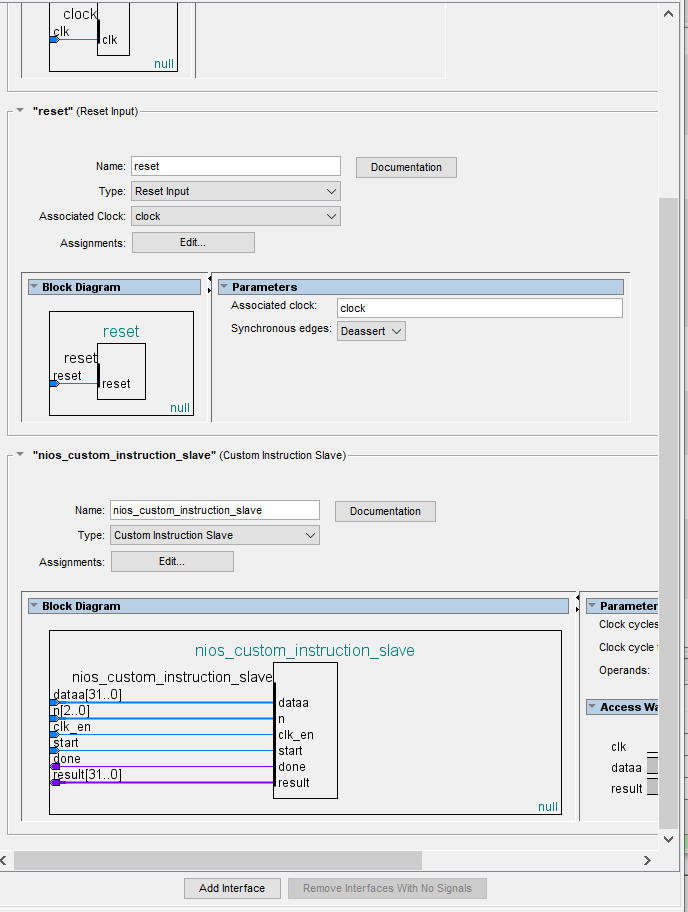 clock
clk
clk
null
"reset" (Reset Input)
Name: reset Documentation
Type: Reset Input
Associated Clock: clock
Assignments: Edit...
Block Diagram
Parameters
Associated clock: clock
Synchronous edges: Deassert
reset
reset
reset
reset
null
"nios_custom_instruction_slave" (Custom Instruction Slave)
Name: nios_custom_instruction_slave Documentation
Type: Custom Instruction Slave
Assignments: Edit...
Block Diagram
nios_custom_instruction_slave
nios_custom_instruction_slave
dataa[31..0] dataa
n[2..0] n
clk_en clk_en
start start
done done
result[31..0] result
null
Parameter
Clock cycles
Clock cycle
Operands:
Access Wa
clk
dataa
result
Add Interface Remove Interfaces With No Signals